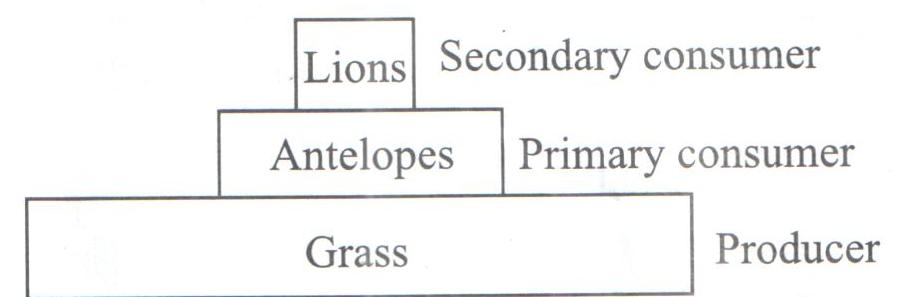 Lions Secondary consumer
Antelopes Primary consumer
Grass Producer